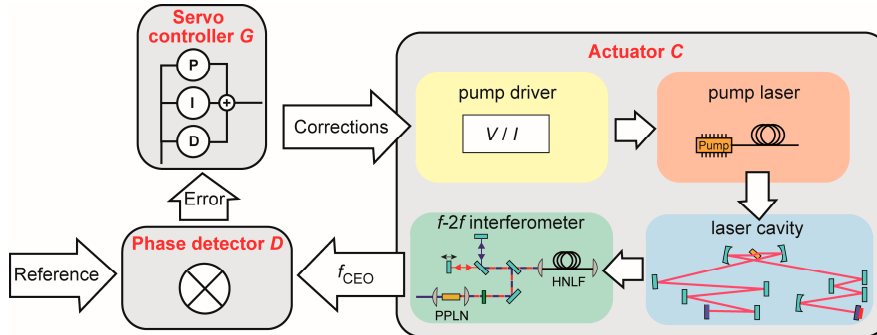 Servo
controller G
P
I
D
+
Error
Phase detector D
Reference
Corrections
Actuator C
pump driver
V / I
pump laser
Pump
laser cavity
f-2f interferometer
HNLF
PPLN
fCEO